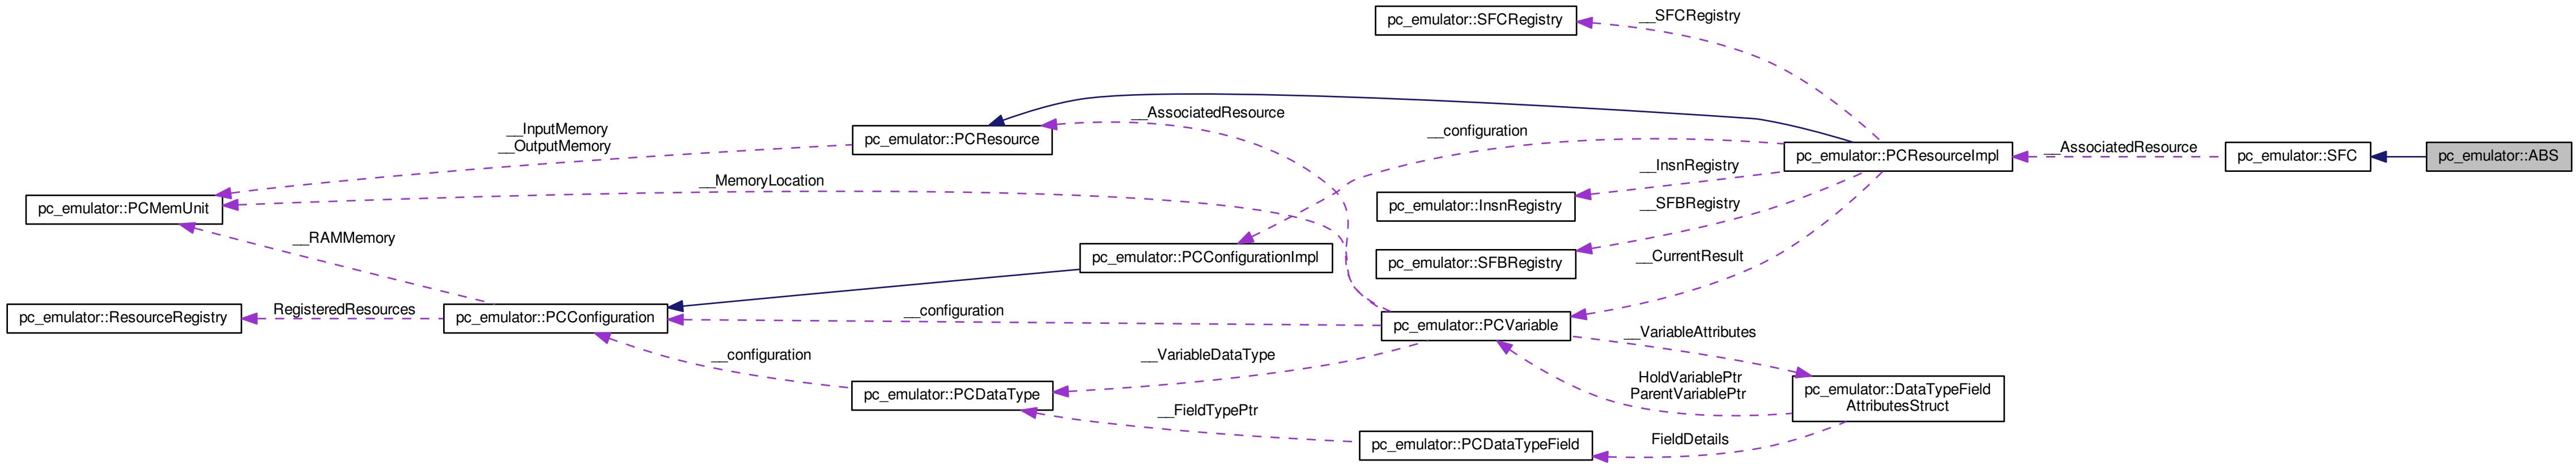 pc_emulator::SFCRegistry
__SFCRegistry
__AssociatedResource
__InputMemory
__OutputMemory
pc_emulator::PCResource
__configuration
pc_emulator::PCResourceImpl
__AssociatedResource
pc_emulator::SFC
pc_emulator::ABS
__InsnRegistry
__MemoryLocation
pc_emulator::PCMemUnit
pc_emulator::InsnRegistry
__SFBRegistry
__RAMMemory
pc_emulator::PCConfigurationImpl
pc_emulator::SFBRegistry
__CurrentResult
pc_emulator::ResourceRegistry
RegisteredResources
pc_emulator::PCConfiguration
__configuration
pc_emulator::PCVariable
__VariableAttributes
__configuration
__VariableDataType
HoldVariablePtr
ParentVariablePtr
pc_emulator::DataTypeField
AttributesStruct
pc_emulator::PCDataType
__FieldTypePtr
pc_emulator::PCDataTypeField
FieldDetails